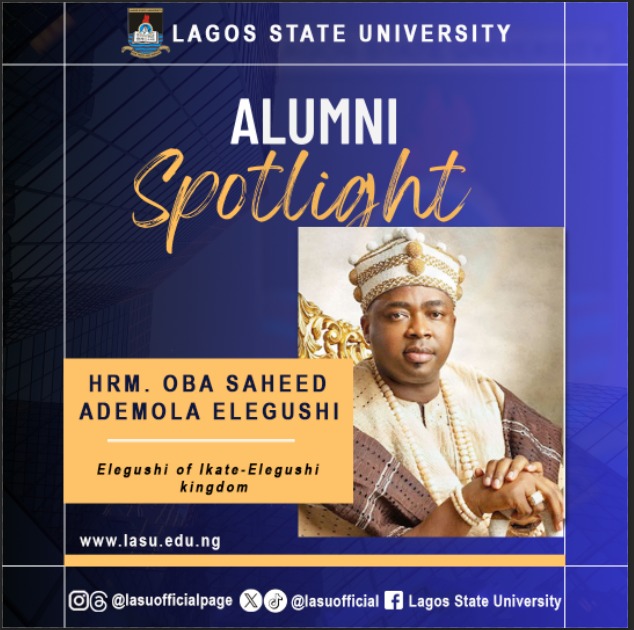 LAGOS STATE UNIVERSITY
ALUMNI
Spotlight
HRM. OBA SAHEED
ADEMOLA ELEGUSHI
Elegushi of Ikate-Elegushi
kingdom
www.lasu.edu.ng
@lasuofficialpage @lasuofficial Lagos State University